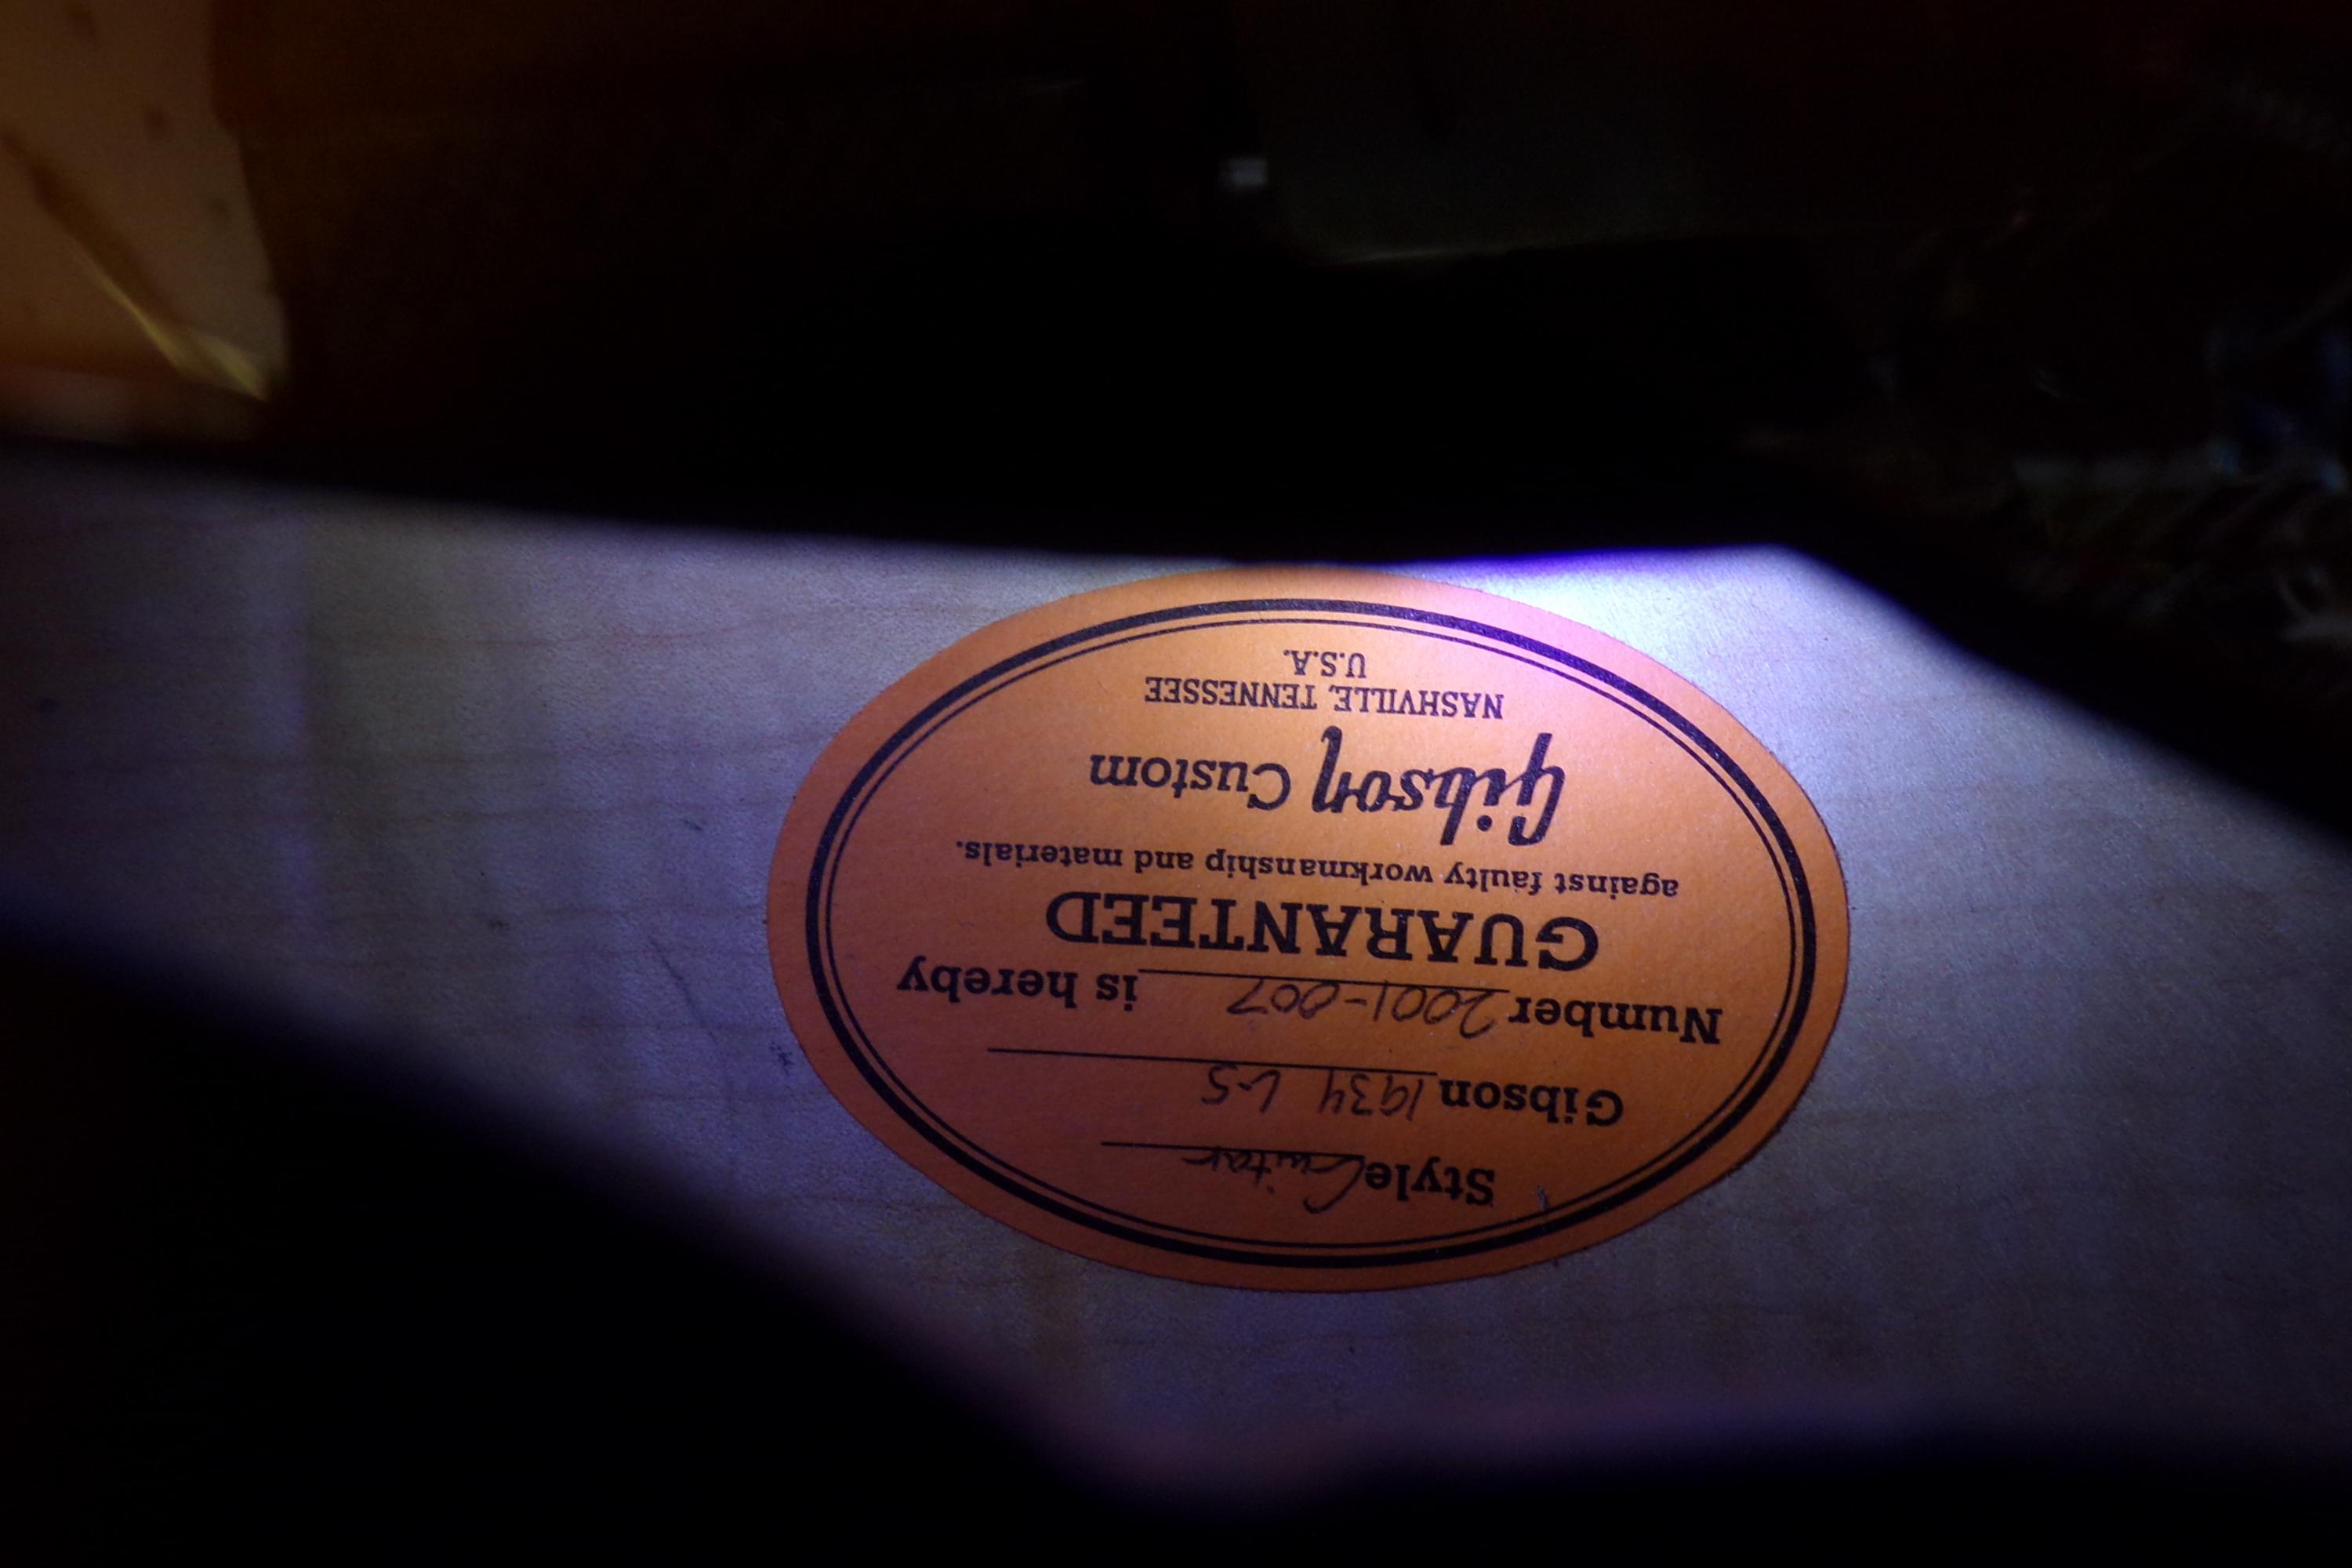 Style Guitar
Gibson 1934 L-5
Number 2001-007 is hereby
GUARANTEED
against faulty workmanship and materials.
Gibson Custom
NASHVILLE, TENNESSEE
U.S.A.